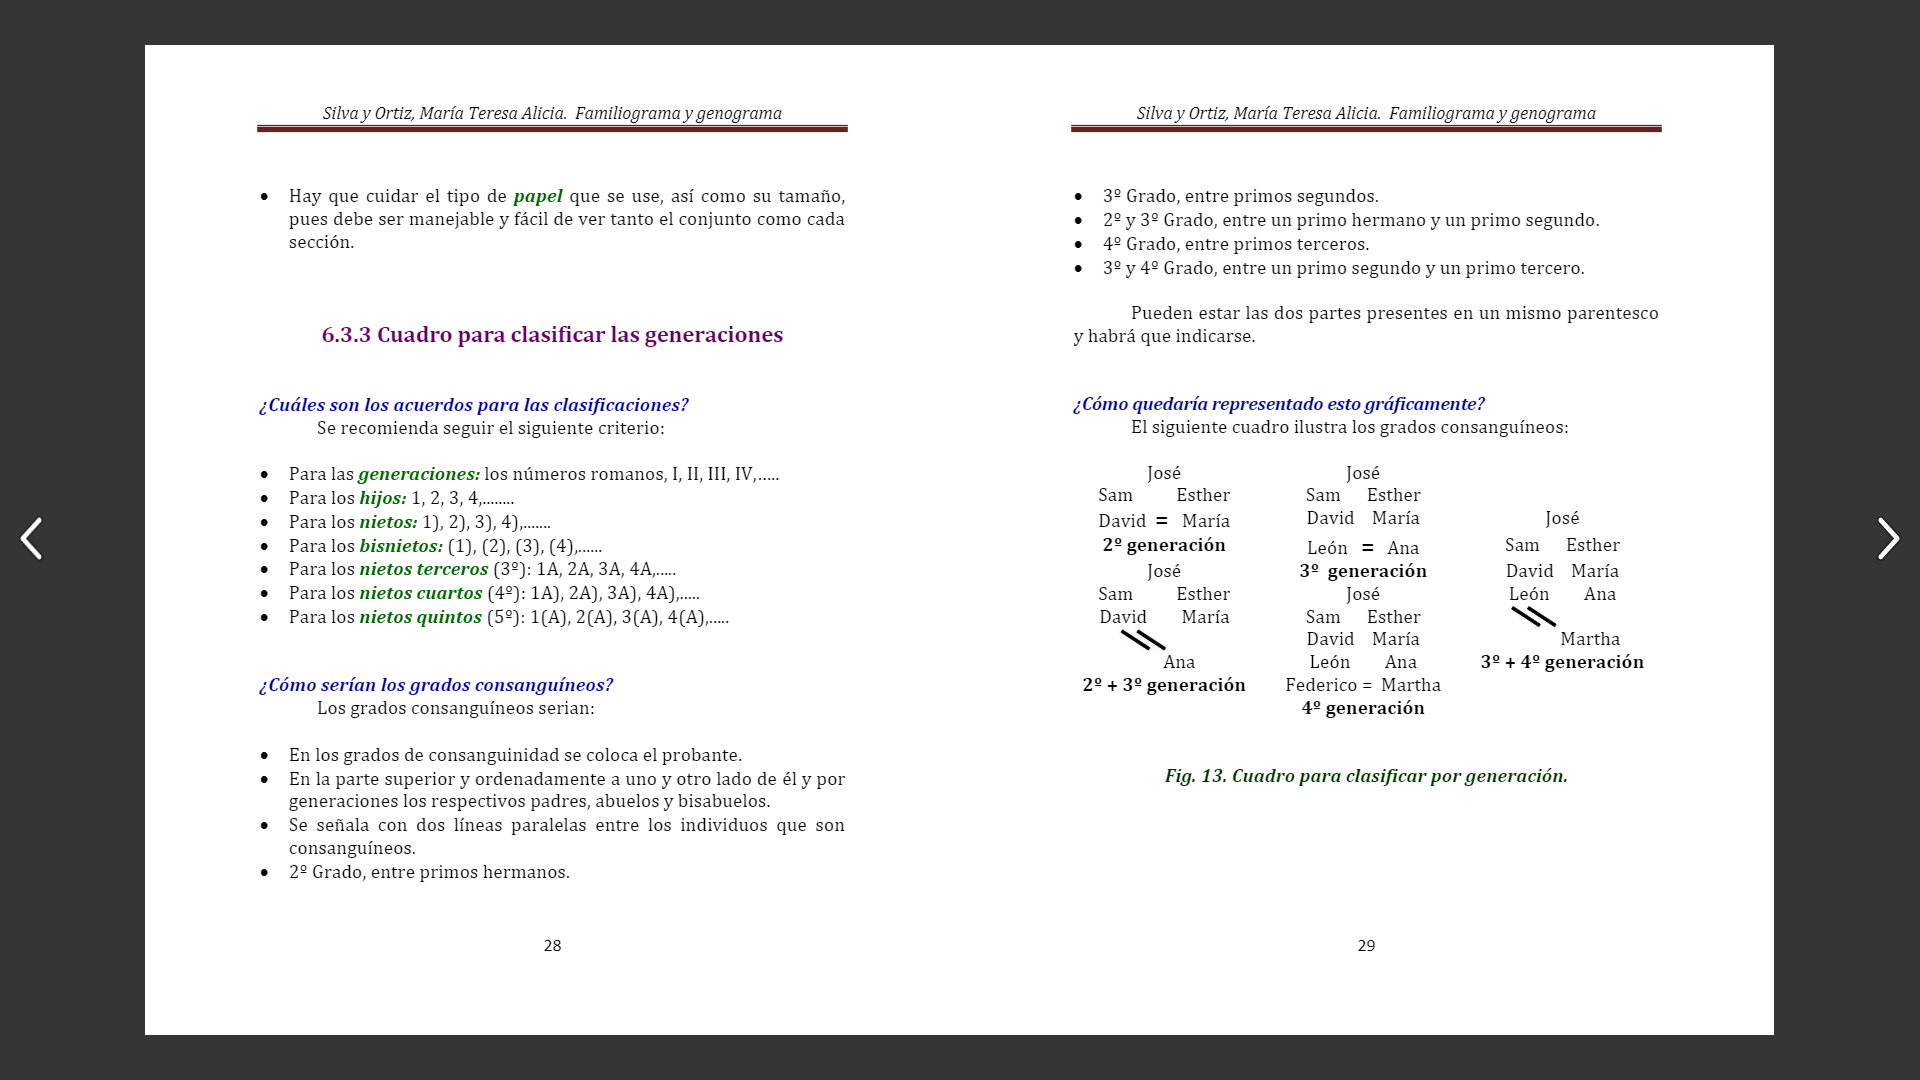 Silva y Ortiz, María Teresa Alicia.  Familiograma y genograma
• Hay que cuidar el tipo de papel que se use, así como su tamaño,
pues debe ser manejable y fácil de ver tanto el conjunto como cada
sección.
6.3.3 Cuadro para clasificar las generaciones
¿Cuáles son los acuerdos para las clasificaciones?
Se recomienda seguir el siguiente criterio:
• Para las generaciones: los números romanos, I, II, III, IV,.....
• Para los hijos: 1, 2, 3, 4,........
• Para los nietos: 1), 2), 3), 4),.......
• Para los bisnietos: (1), (2), (3), (4),......
• Para los nietos terceros (3º): 1A, 2A, 3A, 4A,.....
• Para los nietos cuartos (4º): 1A), 2A), 3A), 4A),.....
• Para los nietos quintos (5º): 1(A), 2(A), 3(A), 4(A),.....
¿Cómo serían los grados consanguíneos?
Los grados consanguíneos serian:
• En los grados de consanguinidad se coloca el probante.
• En la parte superior y ordenadamente a uno y otro lado de él y por
generaciones los respectivos padres, abuelos y bisabuelos.
• Se señala con dos líneas paralelas entre los individuos que son
consanguíneos.
• 2º Grado, entre primos hermanos.
28
Silva y Ortiz, María Teresa Alicia.  Familiograma y genograma
• 3º Grado, entre primos segundos.
• 2º y 3º Grado, entre un primo hermano y un primo segundo.
• 4º Grado, entre primos terceros.
• 3º y 4º Grado, entre un primo segundo y un primo tercero.
Pueden estar las dos partes presentes en un mismo parentesco
y habrá que indicarse.
¿Cómo quedaría representado esto gráficamente?
El siguiente cuadro ilustra los grados consanguíneos:
José
Sam Esther
David = María
2º generación
José
Sam Esther
David María
Ana
2º + 3º generación
José
Sam Esther
David María
León = Ana
3º generación
José
Sam Esther
David María
León Ana
Federico = Martha
4º generación
José
Sam Esther
David María
León Ana
Martha
3º + 4º generación
Fig. 13. Cuadro para clasificar por generación.
29